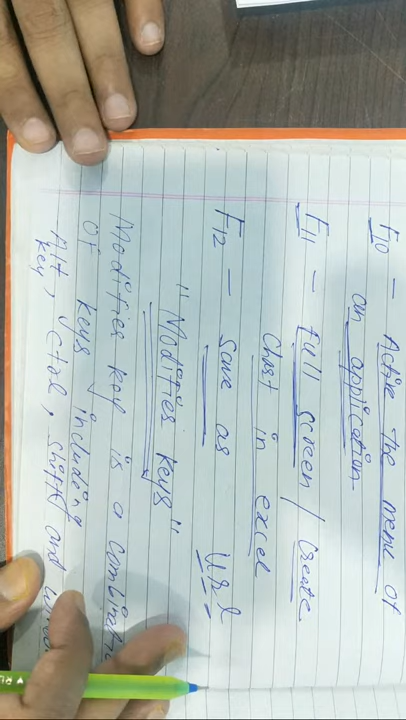 F10 - Active the menu of
an application
F11 - full screen / Create
Chart in excel
F12 - Save as
"Modifier keys"
Modifier key is a
of keys including
Alt, Ctrl, Shift and
key